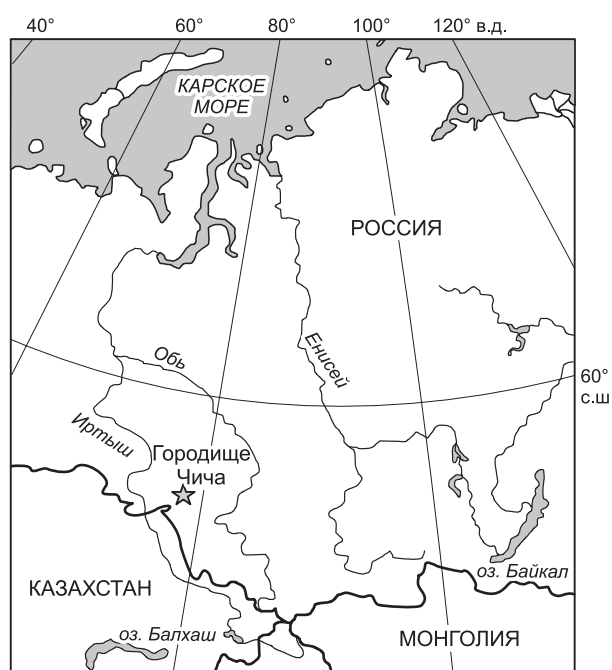 40°
60°
80°
100°
120° в.д.
КАРСКОЕ
МОРЕ
РОССИЯ
Обь
Енисей
60°
с.ш
Иртыш
Городище
Чича
КАЗАХСТАН
оз. Байкал
оз. Балхаш
МОНГОЛИЯ